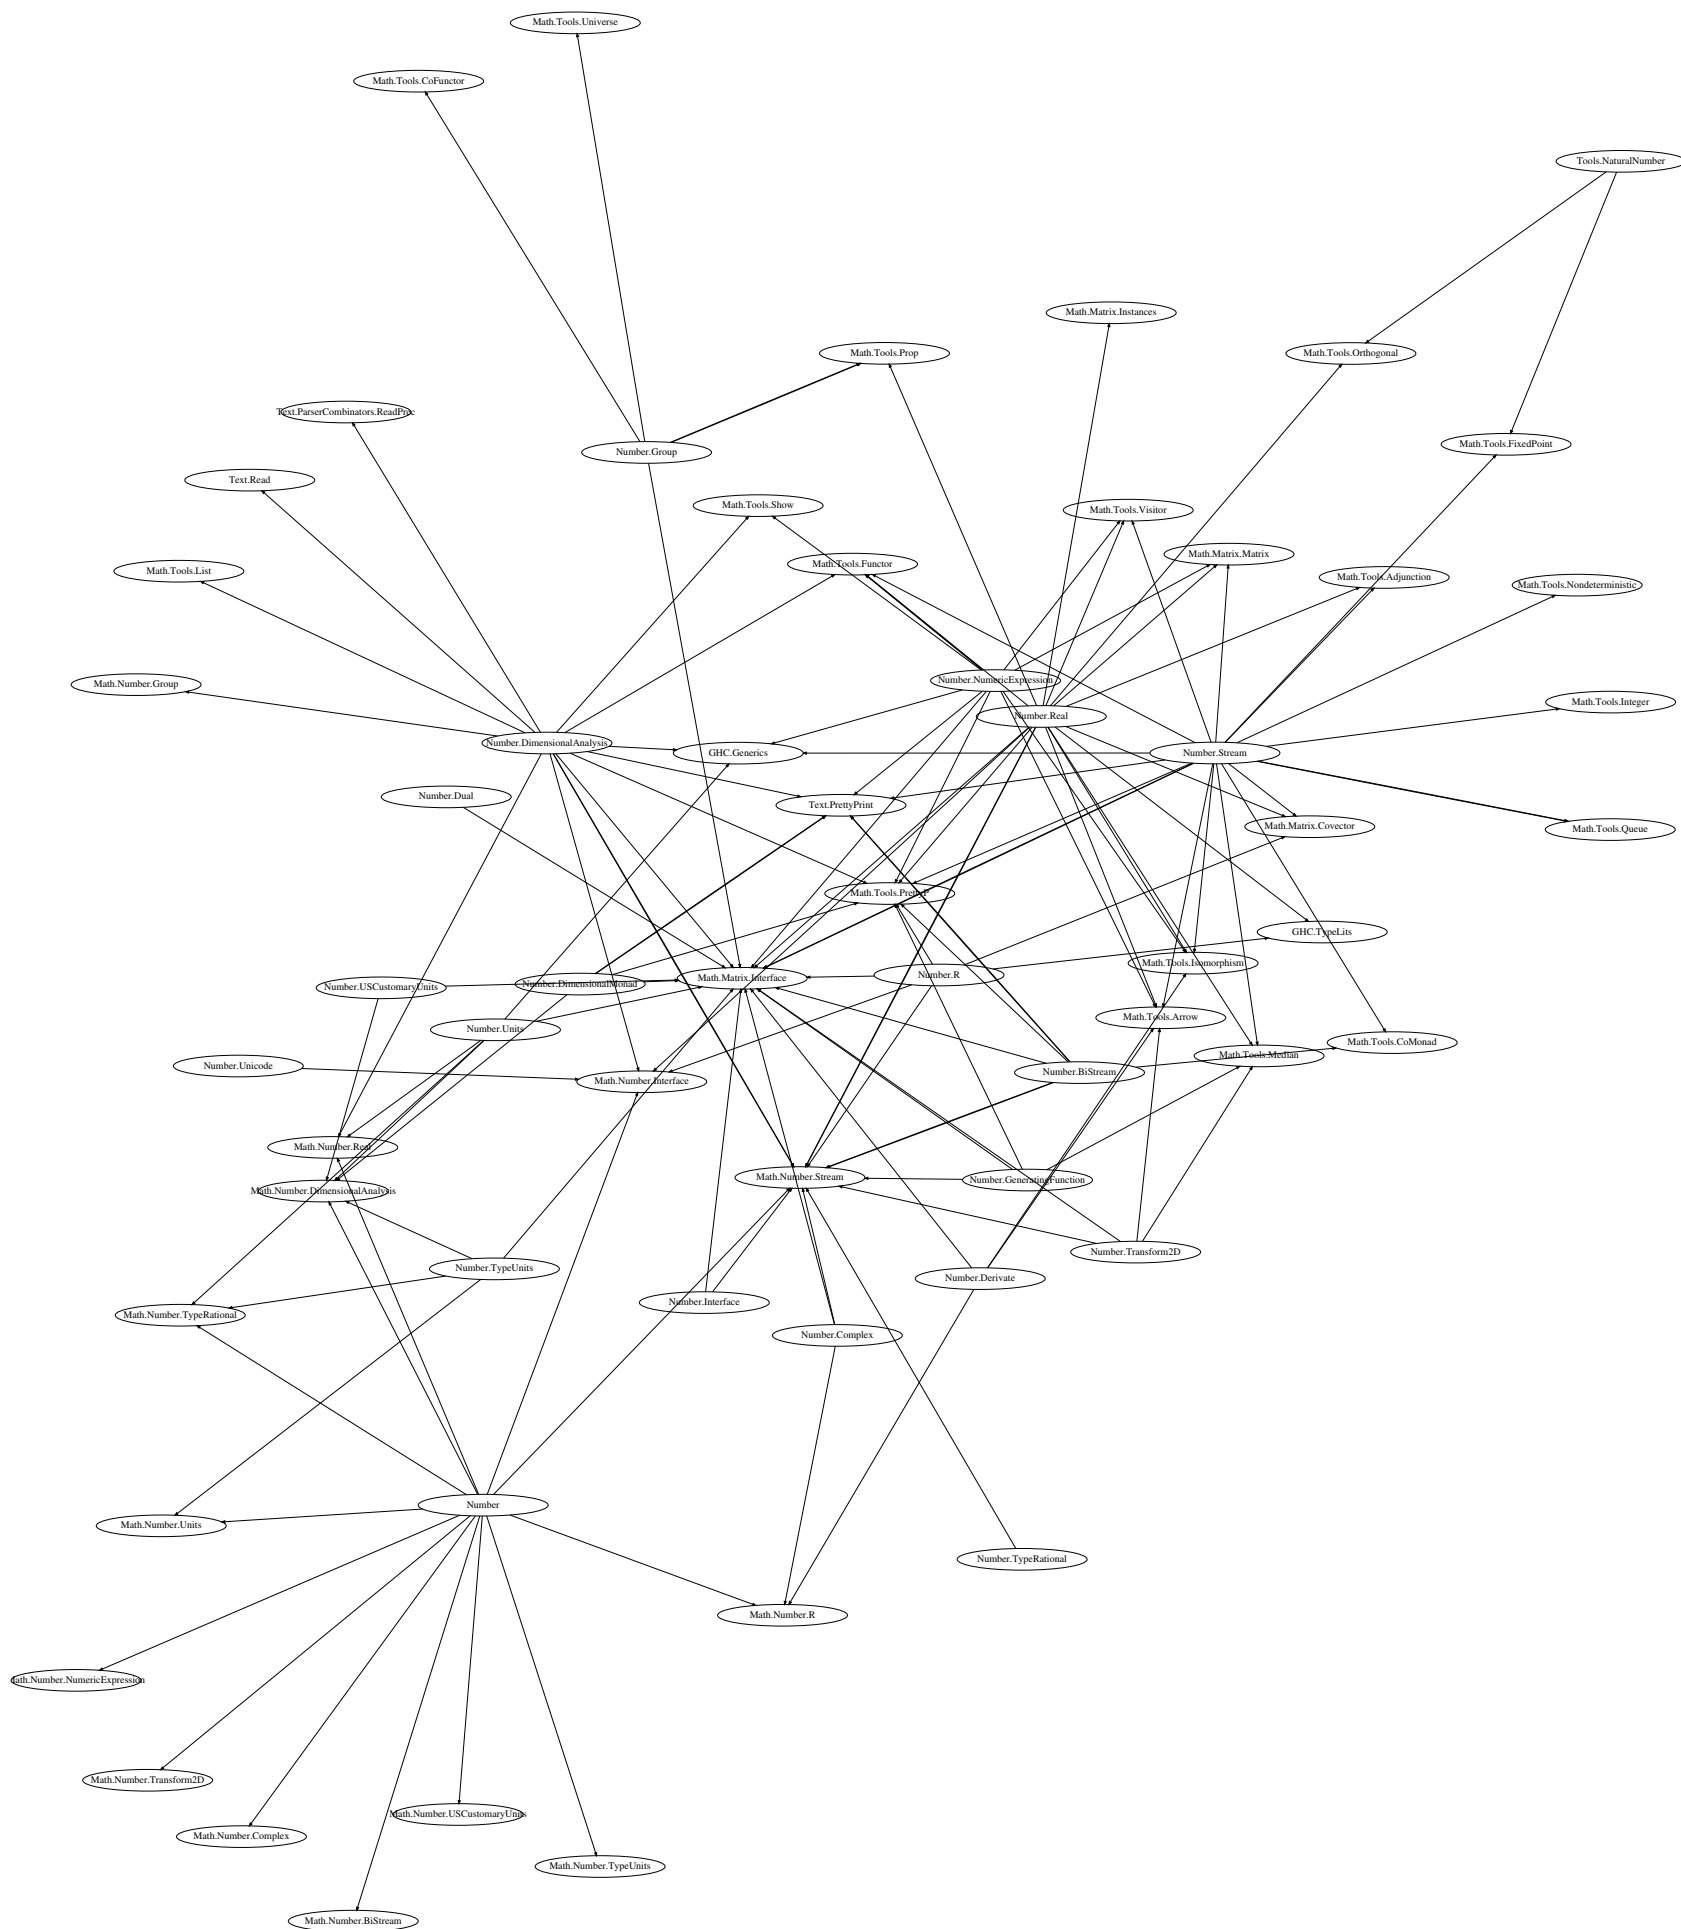 Math.Tools.Universe
Math.Tools.CoFunctor
Tools.NaturalNumber
Math.Matrix.Instances
Math.Tools.Prop
Math.Tools.Orthogonal
Text.ParserCombinators.ReadPrec
Math.Tools.FixedPoint
Number.Group
Text.Read
Math.Tools.Show
Math.Tools.Visitor
Math.Matrix.Matrix
Math.Tools.Functor
Math.Tools.List
Math.Tools.Adjunction
Math.Tools.Nondeterministic
Number.NumericExpression
Math.Number.Group
Math.Tools.Integer
Number.Real
Number.DimensionalAnalysis
GHC.Generics
Number.Stream
Number.Dual
Text.PrettyPrint
Math.Matrix.Covector
Math.Tools.Queue
Math.Tools.PrettyP
GHC.TypeLits
Math.Tools.Isomorphism
Number.R
Math.Matrix.Interface
Number.DimensionalMonad
Number.USCustomaryUnits
Math.Tools.Arrow
Number.Units
Math.Tools.CoMonad
Math.Tools.Median
Number.Unicode
Number.BiStream
Math.Number.Interface
Math.Number.Real
Math.Number.Stream
Number.GeneratingFunction
Math.Number.DimensionalAnalysis
Number.Transform2D
Number.TypeUnits
Number.Derivate
Number.Interface
Math.Number.TypeRational
Number.Complex
Number
Math.Number.Units
Number.TypeRational
Math.Number.R
Math.Number.NumericExpression
Math.Number.Transform2D
Math.Number.USCustomaryUnits
Math.Number.Complex
Math.Number.TypeUnits
Math.Number.BiStream